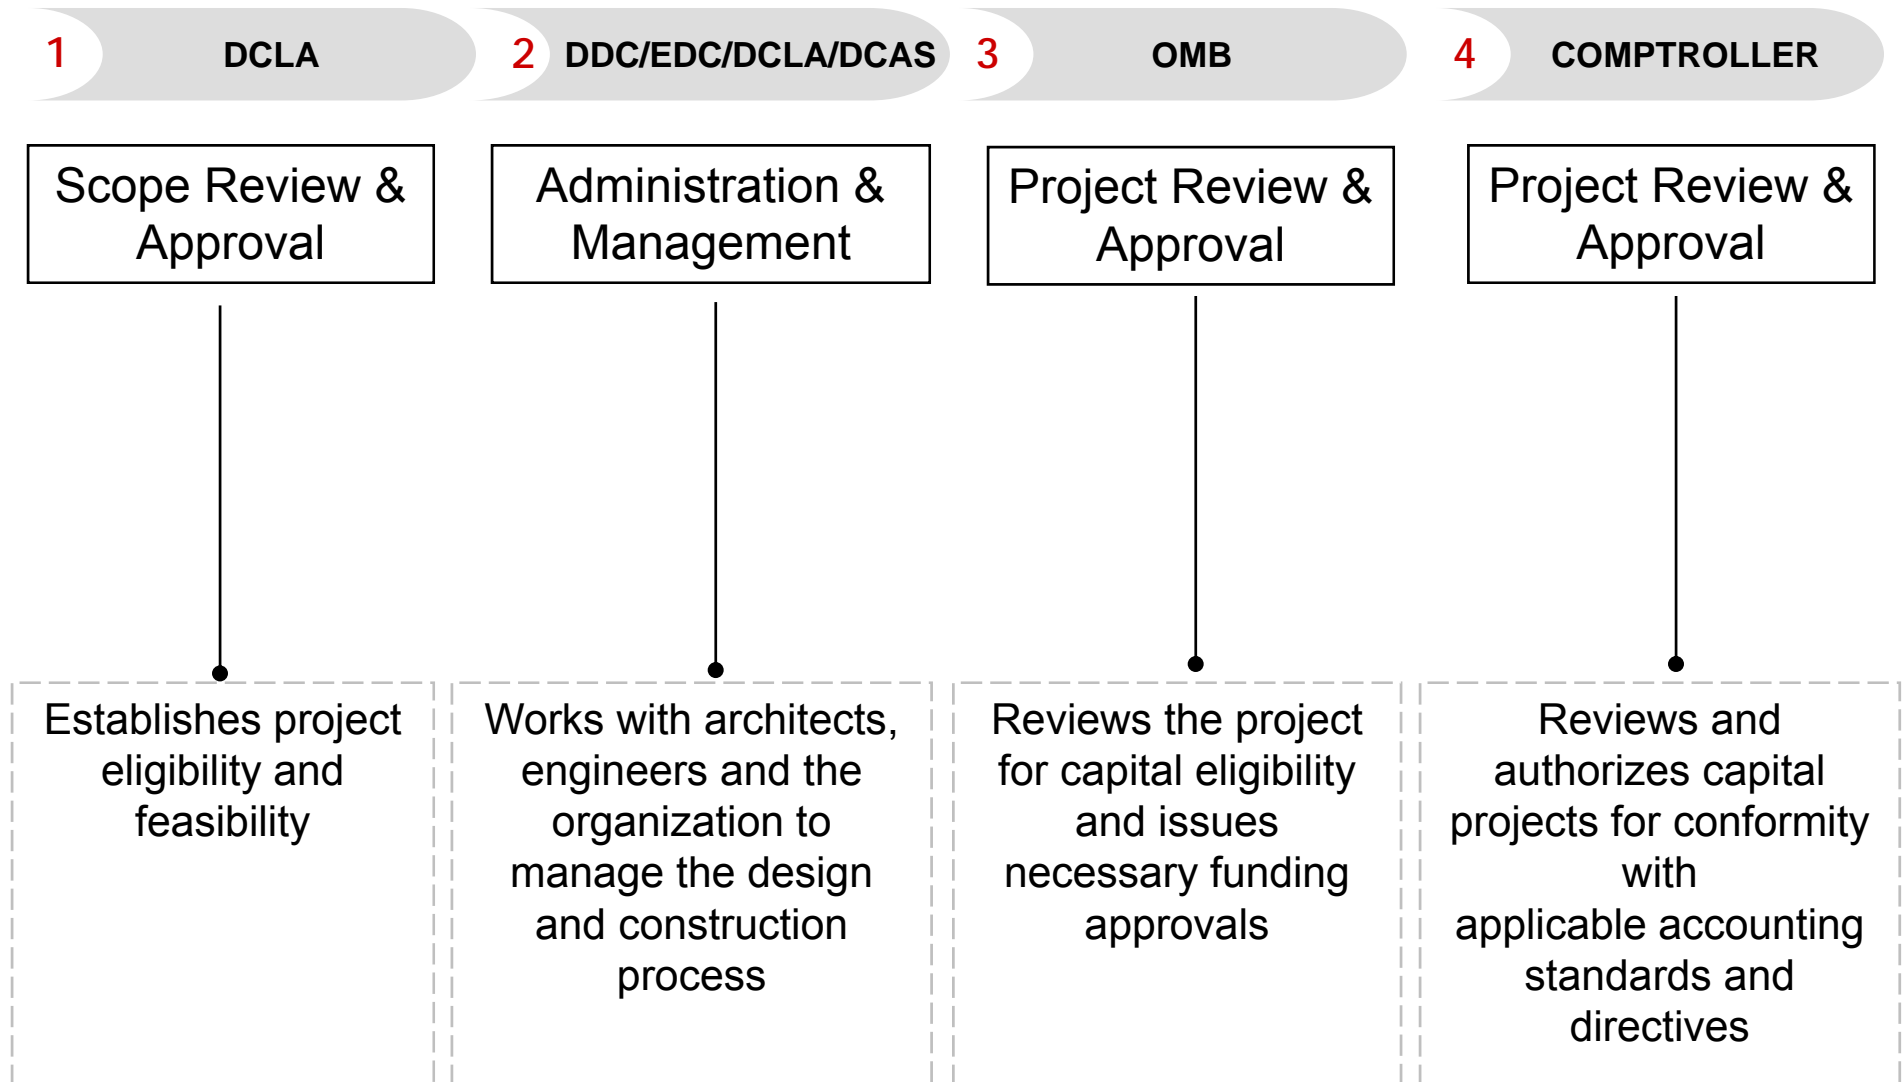 1 DCLA
2 DDC/EDC/DCLA/DCAS
3 OMB
4 COMPTROLLER
Scope Review &
Approval
Administration &
Management
Project Review &
Approval
Project Review &
Approval
Establishes project
eligibility and
feasibility
Works with architects,
engineers and the
organization to
manage the design
and construction
process
Reviews the project
for capital eligibility
and issues
necessary funding
approvals
Reviews and
authorizes capital
projects for conformity
with
applicable accounting
standards and
directives